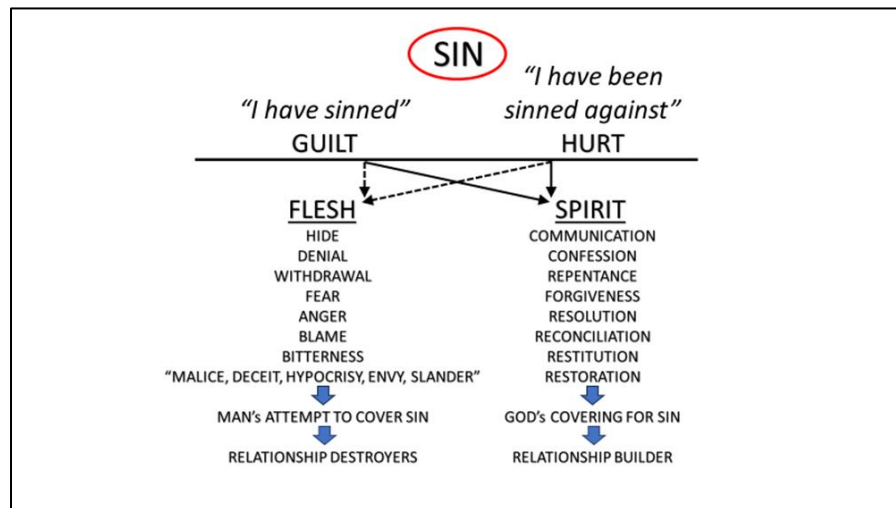 SIN
“I have sinned”
GUILT
“I have been
sinned against”
HURT
FLESH
HIDE
DENIAL
WITHDRAWAL
FEAR
ANGER
BLAME
BITTERNESS
“MALICE, DECEIT, HYPOCRISY, ENVY, SLANDER”
MAN’s ATTEMPT TO COVER SIN
RELATIONSHIP DESTROYERS
SPIRIT
COMMUNICATION
CONFESSION
REPENTANCE
FORGIVENESS
RESOLUTION
RECONCILIATION
RESTITUTION
RESTORATION
GOD’s COVERING FOR SIN
RELATIONSHIP BUILDER